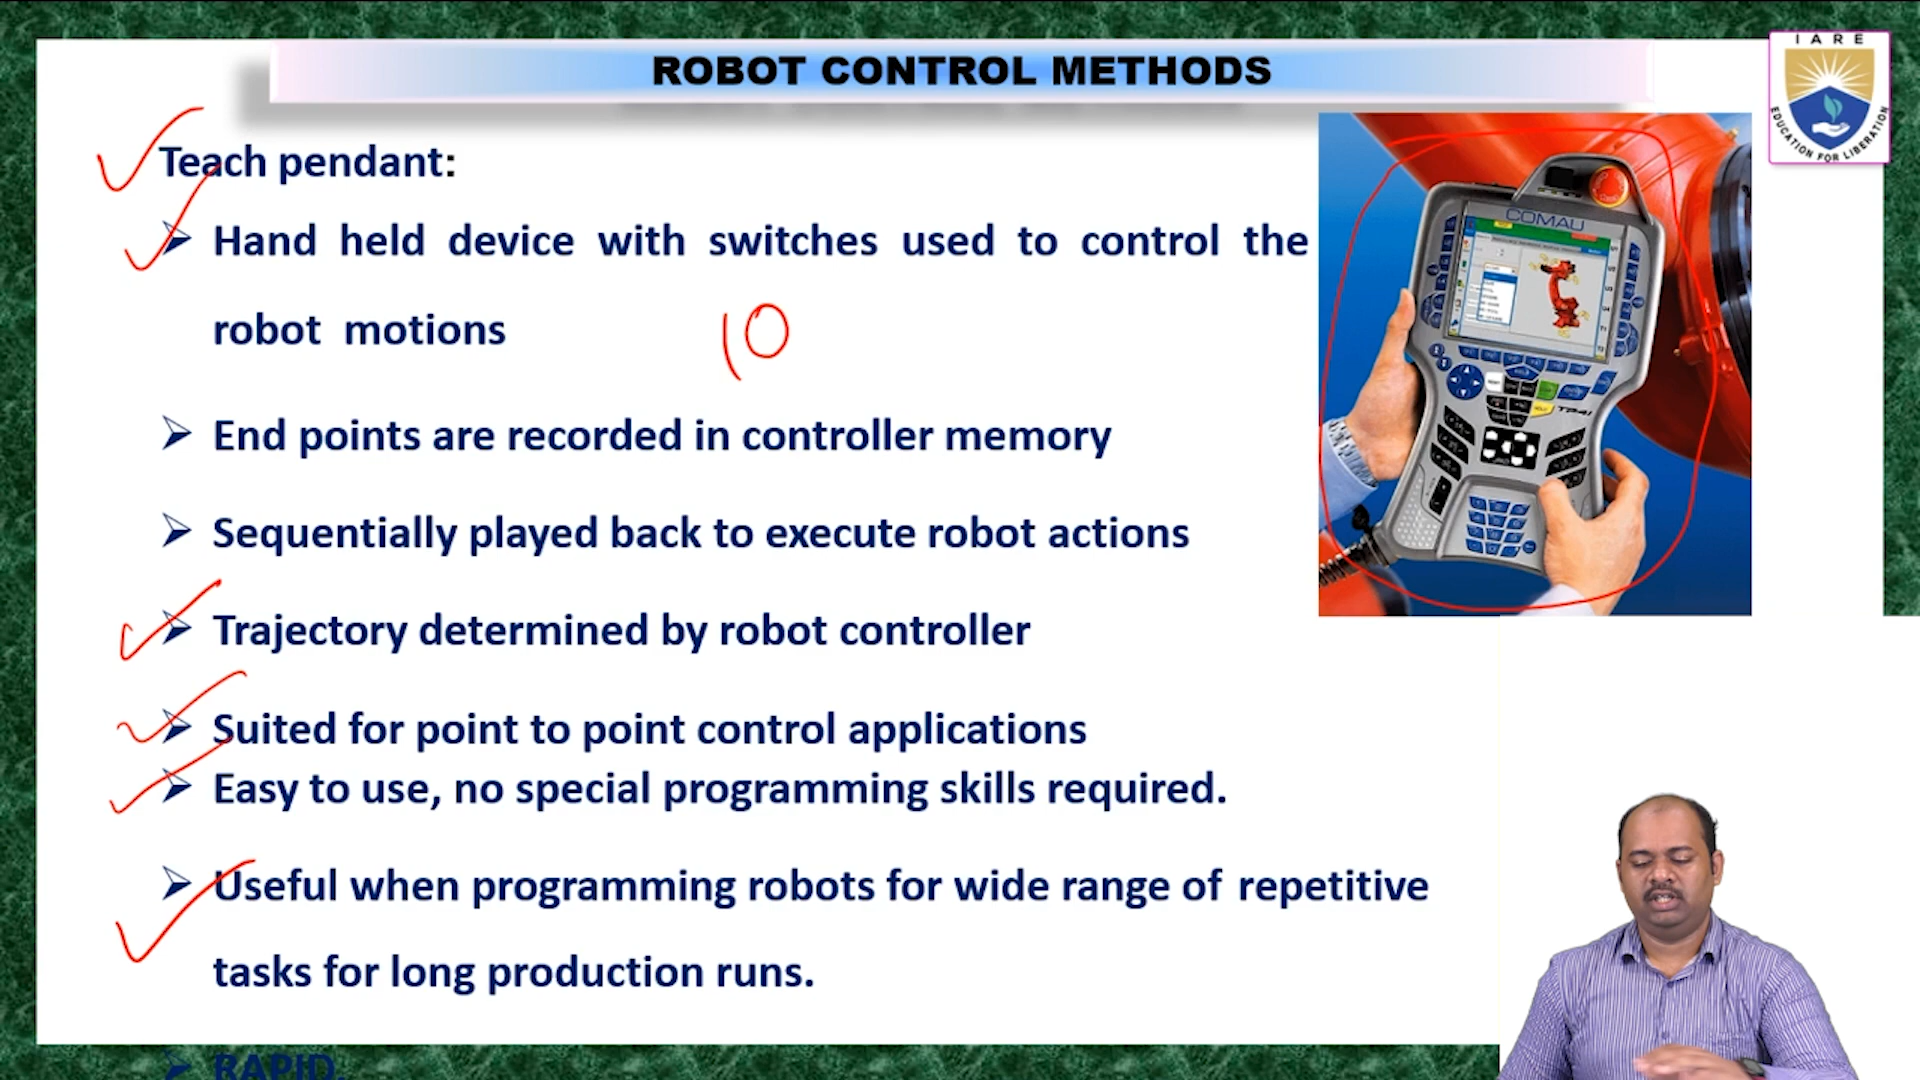 ROBOT CONTROL METHODS
IARE
EDUCATION FOR LIBERATION
Teach pendant:
➢ Hand held device with switches used to control the
robot motions
10
➢ End points are recorded in controller memory
➢ Sequentially played back to execute robot actions
➢ Trajectory determined by robot controller
➢ Suited for point to point control applications
➢ Easy to use, no special programming skills required.
➢ Useful when programming robots for wide range of repetitive
tasks for long production runs.
➢ RAPID.
COMAU
TP4i